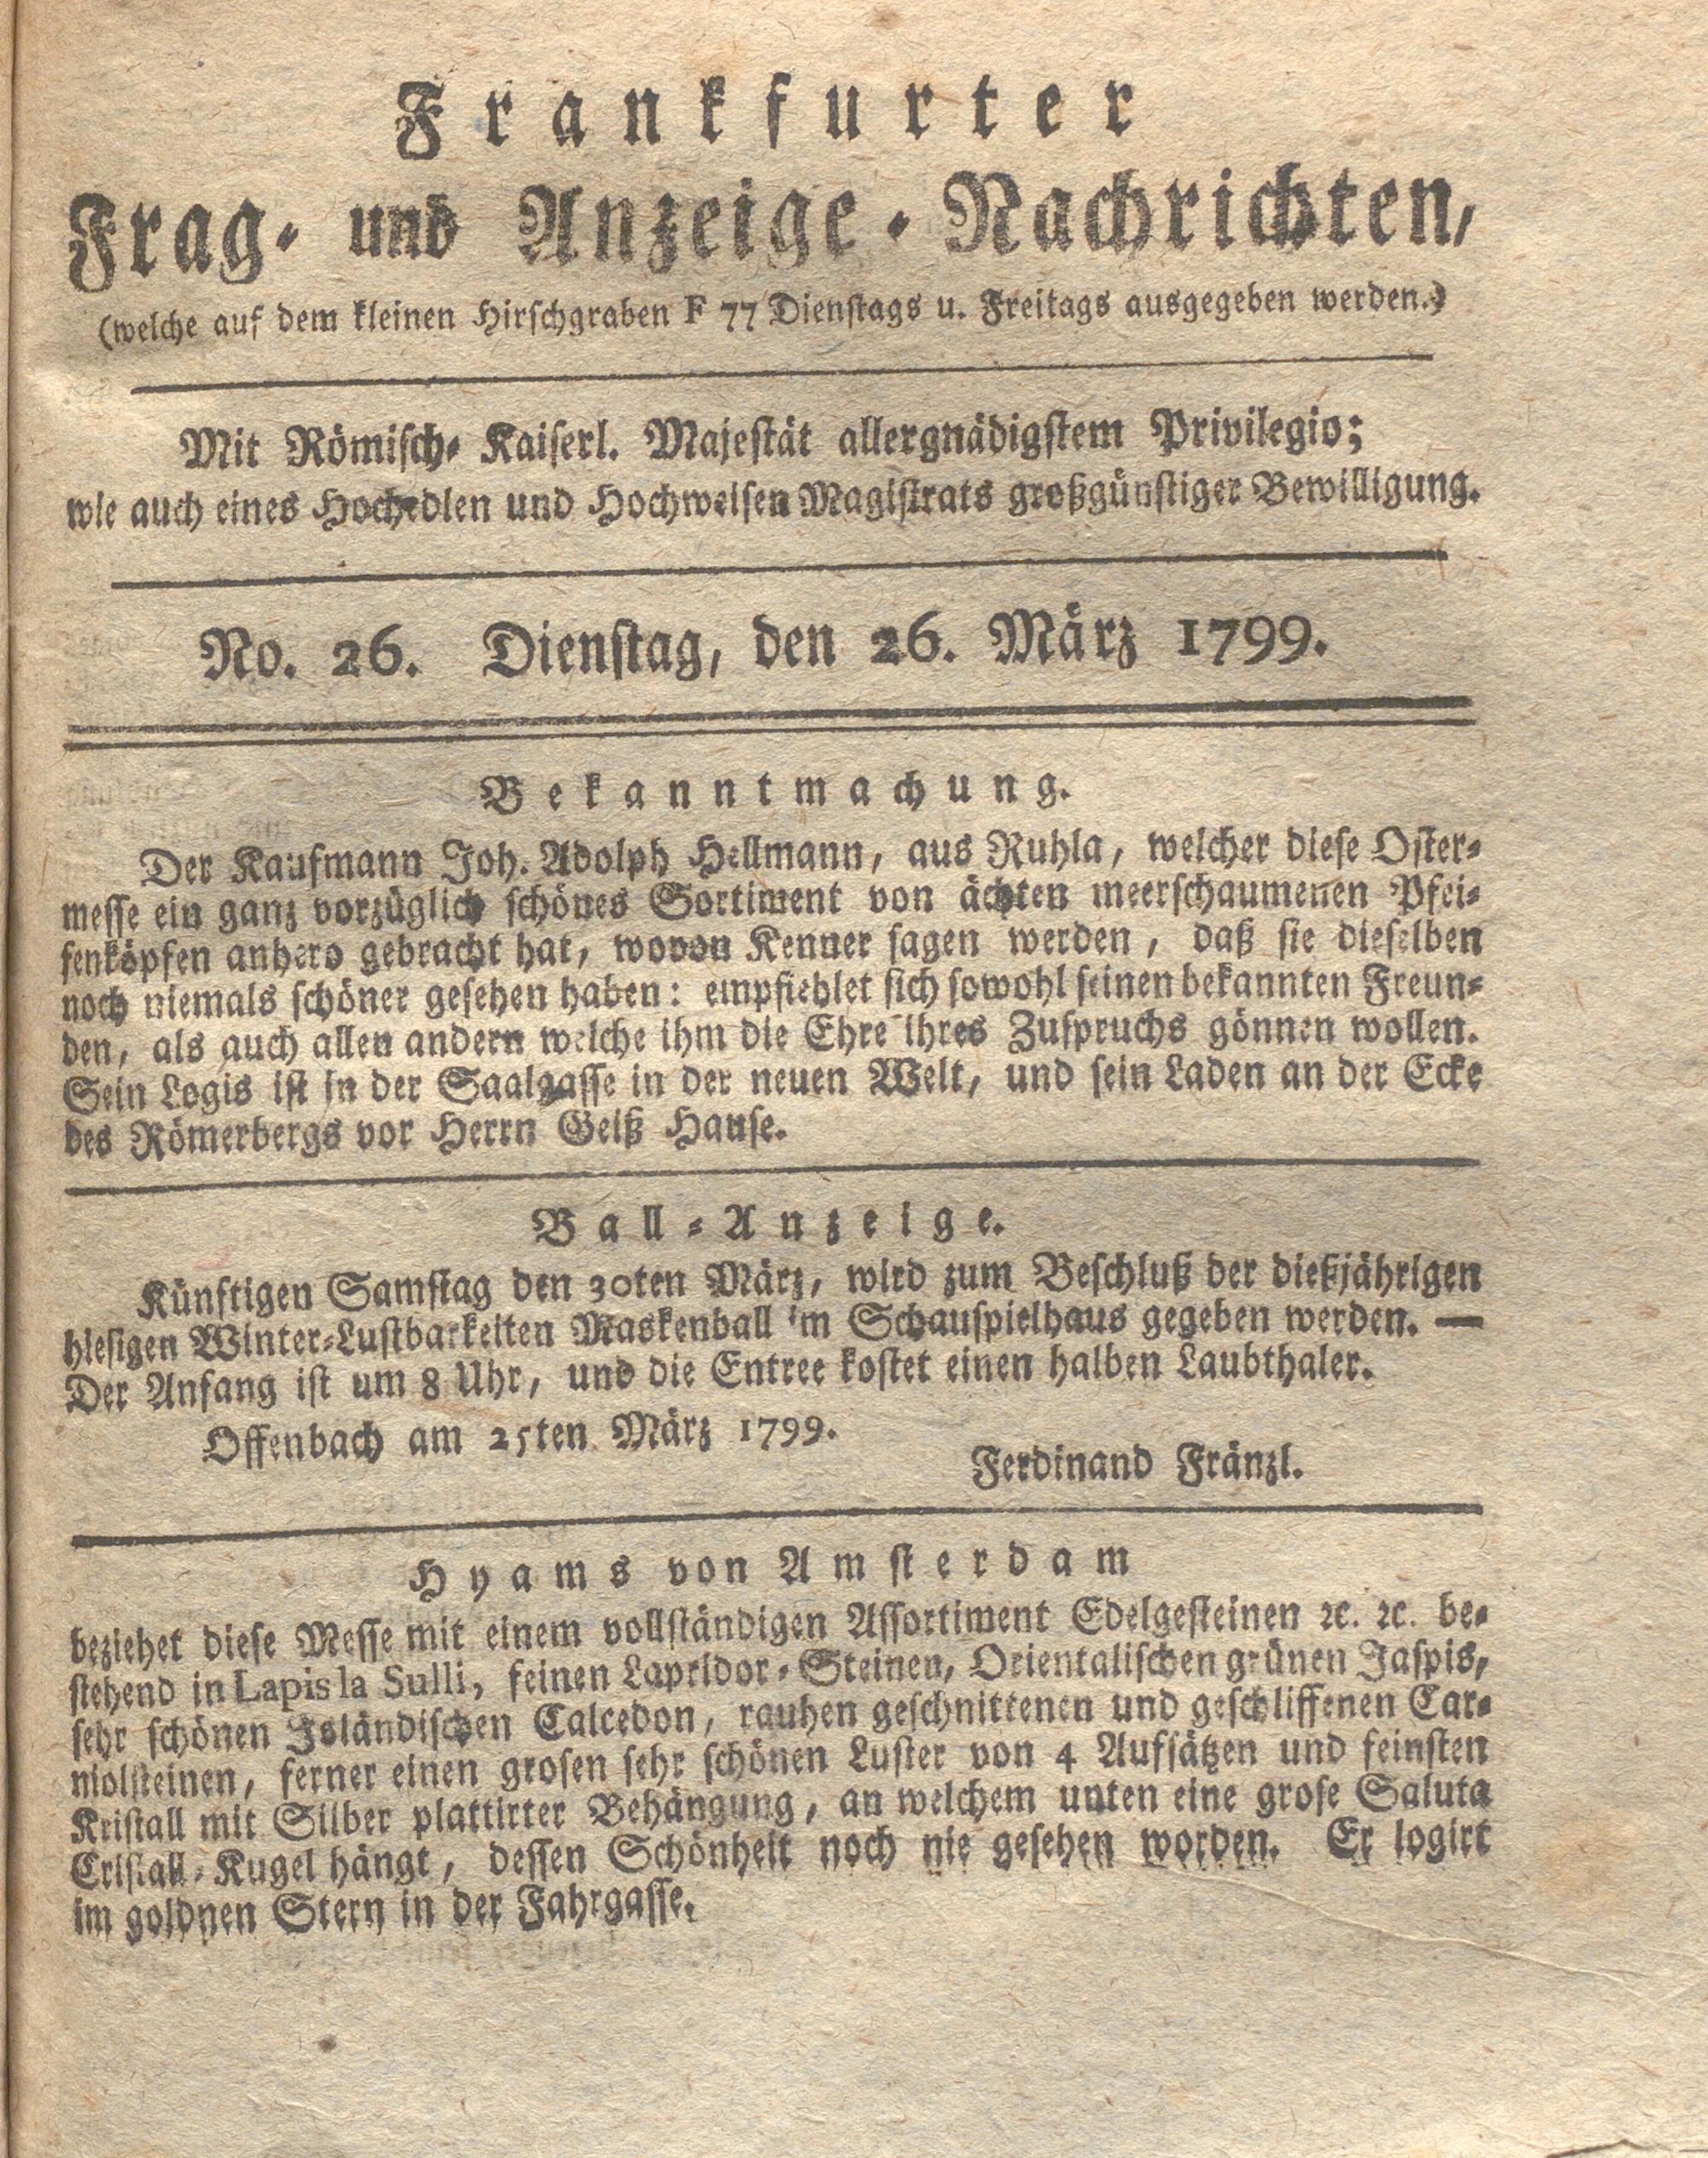 Frankfurter
Frag- und Anzeige-Nachrichten,
(welche auf dem kleinen Hirschgraben F 77 Dienstags u. Freitags ausgegeben werden.)
Mit Römisch-Kaiserl. Majestät allergnädigstem Privilegio;
wie auch eines Hochedlen und Hochweisen Magistrats großgünstiger Bewilligung.
No. 26. Dienstag, den 26. März 1799.
Bekanntmachung.
Der Kaufmann Joh. Adolph Hellmann, aus Ruhla, welcher diese Oster-
messe ein ganz vorzüglich schönes Sortiment von ächten meerschaumenen Pfei-
fenköpfen anhero gebracht hat, wovon Kenner sagen werden, daß sie dieselben
noch niemals schöner gesehen haben: empfiehlet sich sowohl seinen bekannten Freun-
den, als auch allen andern welche ihm die Ehre ihres Zuspruchs gönnen wollen.
Sein Logis ist in der Saalgasse in der neuen Welt, und sein Laden an der Ecke
des Römerbergs vor Herrn Geiß Hause.
Ball-Anzeige.
Künftigen Samstag den 30ten März, wird zum Beschluß der dießjährigen
hiesigen Winter-Lustbarkeiten Maskenball im Schauspielhaus gegeben werden. —
Der Anfang ist um 8 Uhr, und die Entree kostet einen halben Laubthaler.
Offenbach am 25ten März 1799.
Ferdinand Fränzl.
Hyams von Amsterdam
beziehet diese Messe mit einem vollständigen Assortiment Edelgesteinen ꝛc. ꝛc. be-
stehend in Lapis la Sulli, feinen Lapridor-Steinen, Orientalischen grünen Jaspis,
sehr schönen Isländischen Calcedon, rauhen geschnittenen und geschliffenen Car-
niolsteinen, ferner einen grosen sehr schönen Luster von 4 Aufsätzen und feinsten
Kristall mit Silber plattirter Behängung, an welchem unten eine grose Saluta
Cristall-Kugel hängt, dessen Schönheit noch nie gesehen worden. Er logirt
im goldnen Stern in der Fahrgasse.